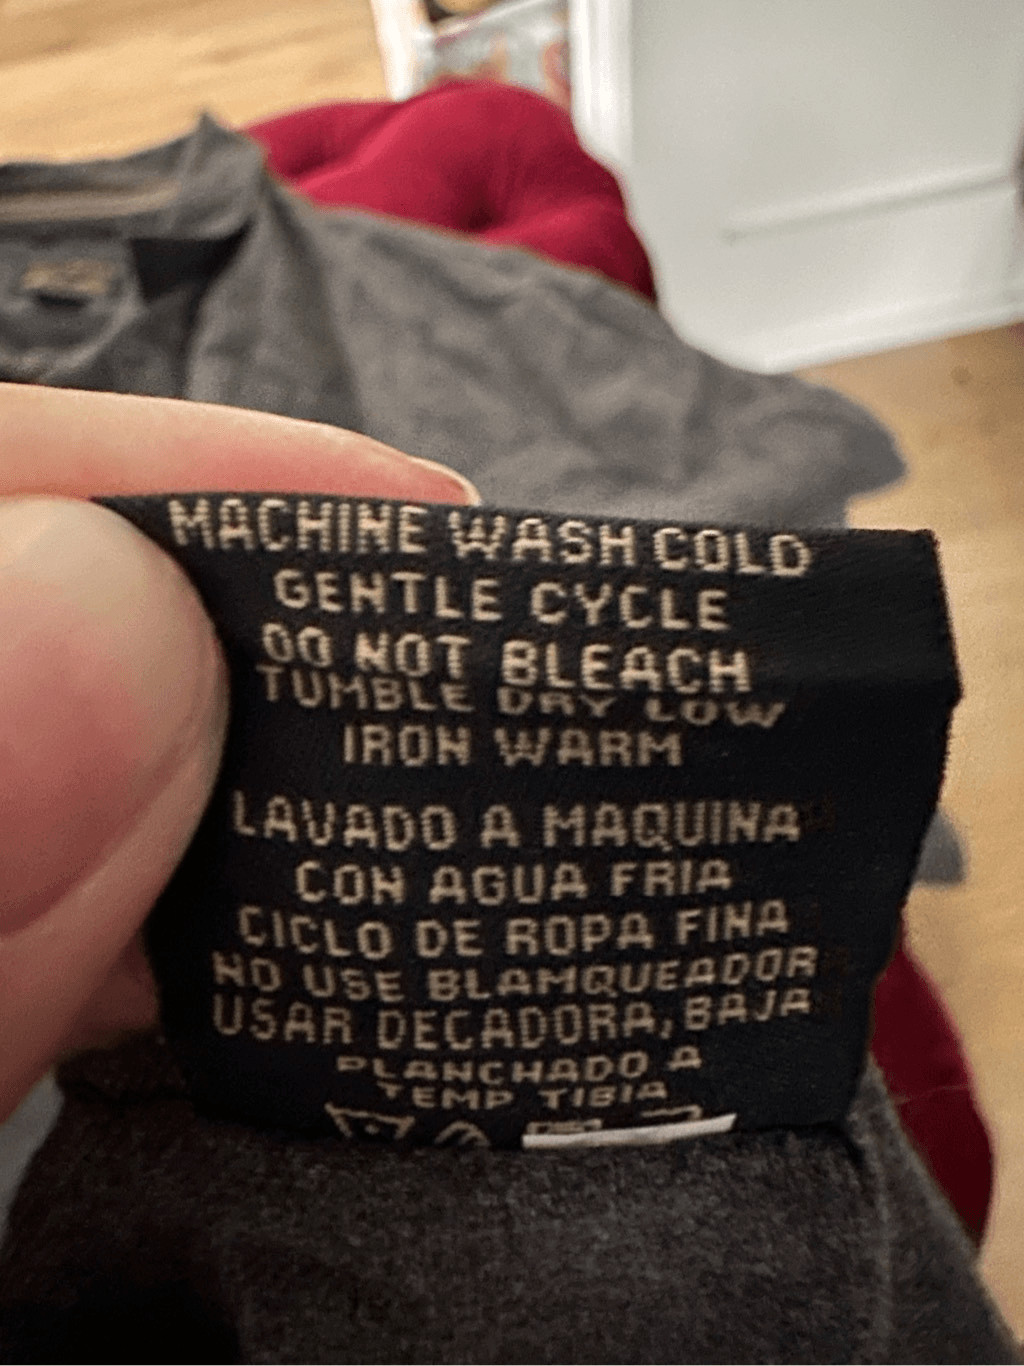 MACHINE WASH COLD
GENTLE CYCLE
DO NOT BLEACH
TUMBLE DRY LOW
IRON WARM
LAVADO A MAQUINA
CON AGUA FRIA
CICLO DE ROPA FINA
NO USE BLAMQUEADOR
USAR DECADORA, BAJA
PLANCHADO A
TEMP TIBIA